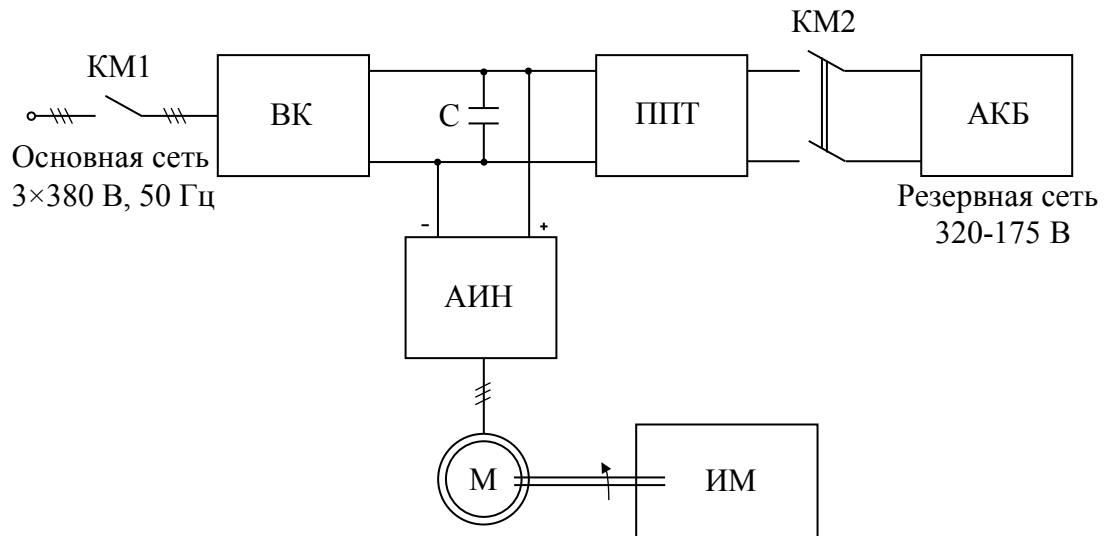 КМ1
КМ2
ВК
С
ППТ
АКБ
Основная сеть
3×380 В, 50 Гц
Резервная сеть
320-175 В
- +
АИН
М
ИМ